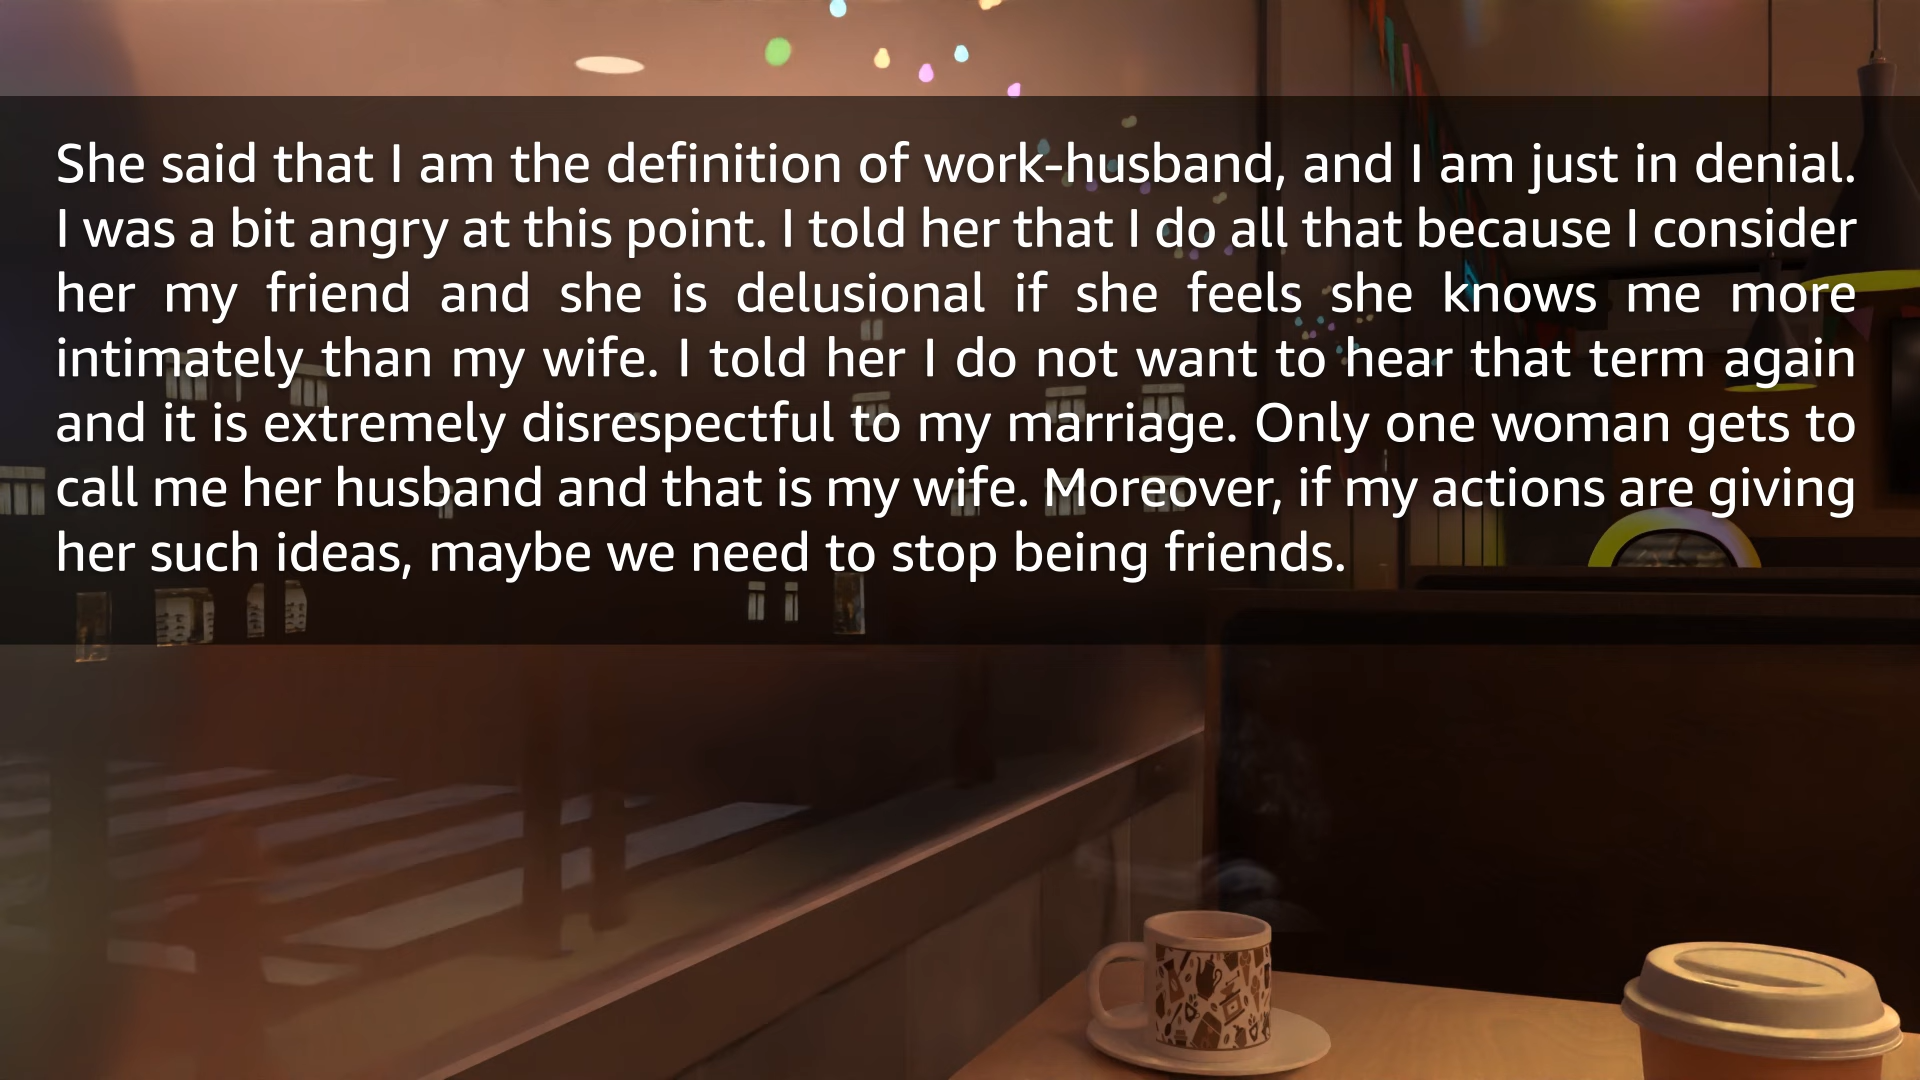 She said that I am the definition of work-husband, and I am just in denial.
I was a bit angry at this point. I told her that I do all that because I consider
her my friend and she is delusional if she feels she knows me more
intimately than my wife. I told her I do not want to hear that term again
and it is extremely disrespectful to my marriage. Only one woman gets to
call me her husband and that is my wife. Moreover, if my actions are giving
her such ideas, maybe we need to stop being friends.